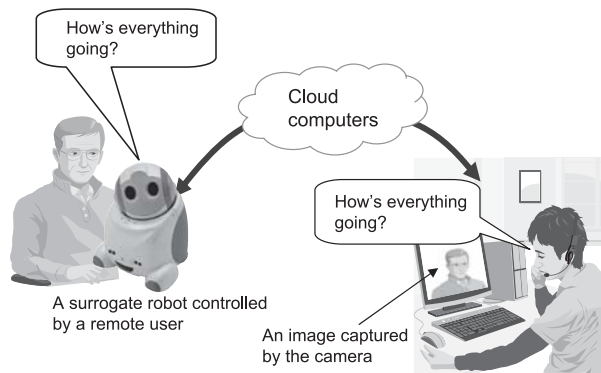 How's everything
going?
Cloud
computers
How's everything
going?
A surrogate robot controlled
by a remote user
An image captured
by the camera